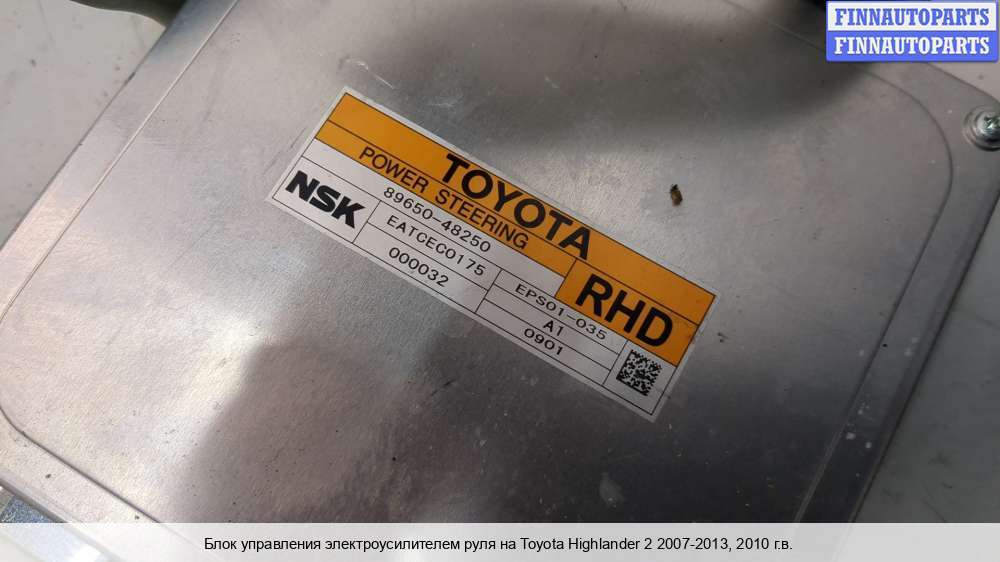 FINNAUTOPARTS
FINNAUTOPARTS
TOYOTA
POWER STEERING
RHD
NSK
89650-48250
EATCEC0175
000032
EPS01-035
A1
0901
Блок управления электроусилителем руля на Toyota Highlander 2 2007-2013, 2010 г.в.